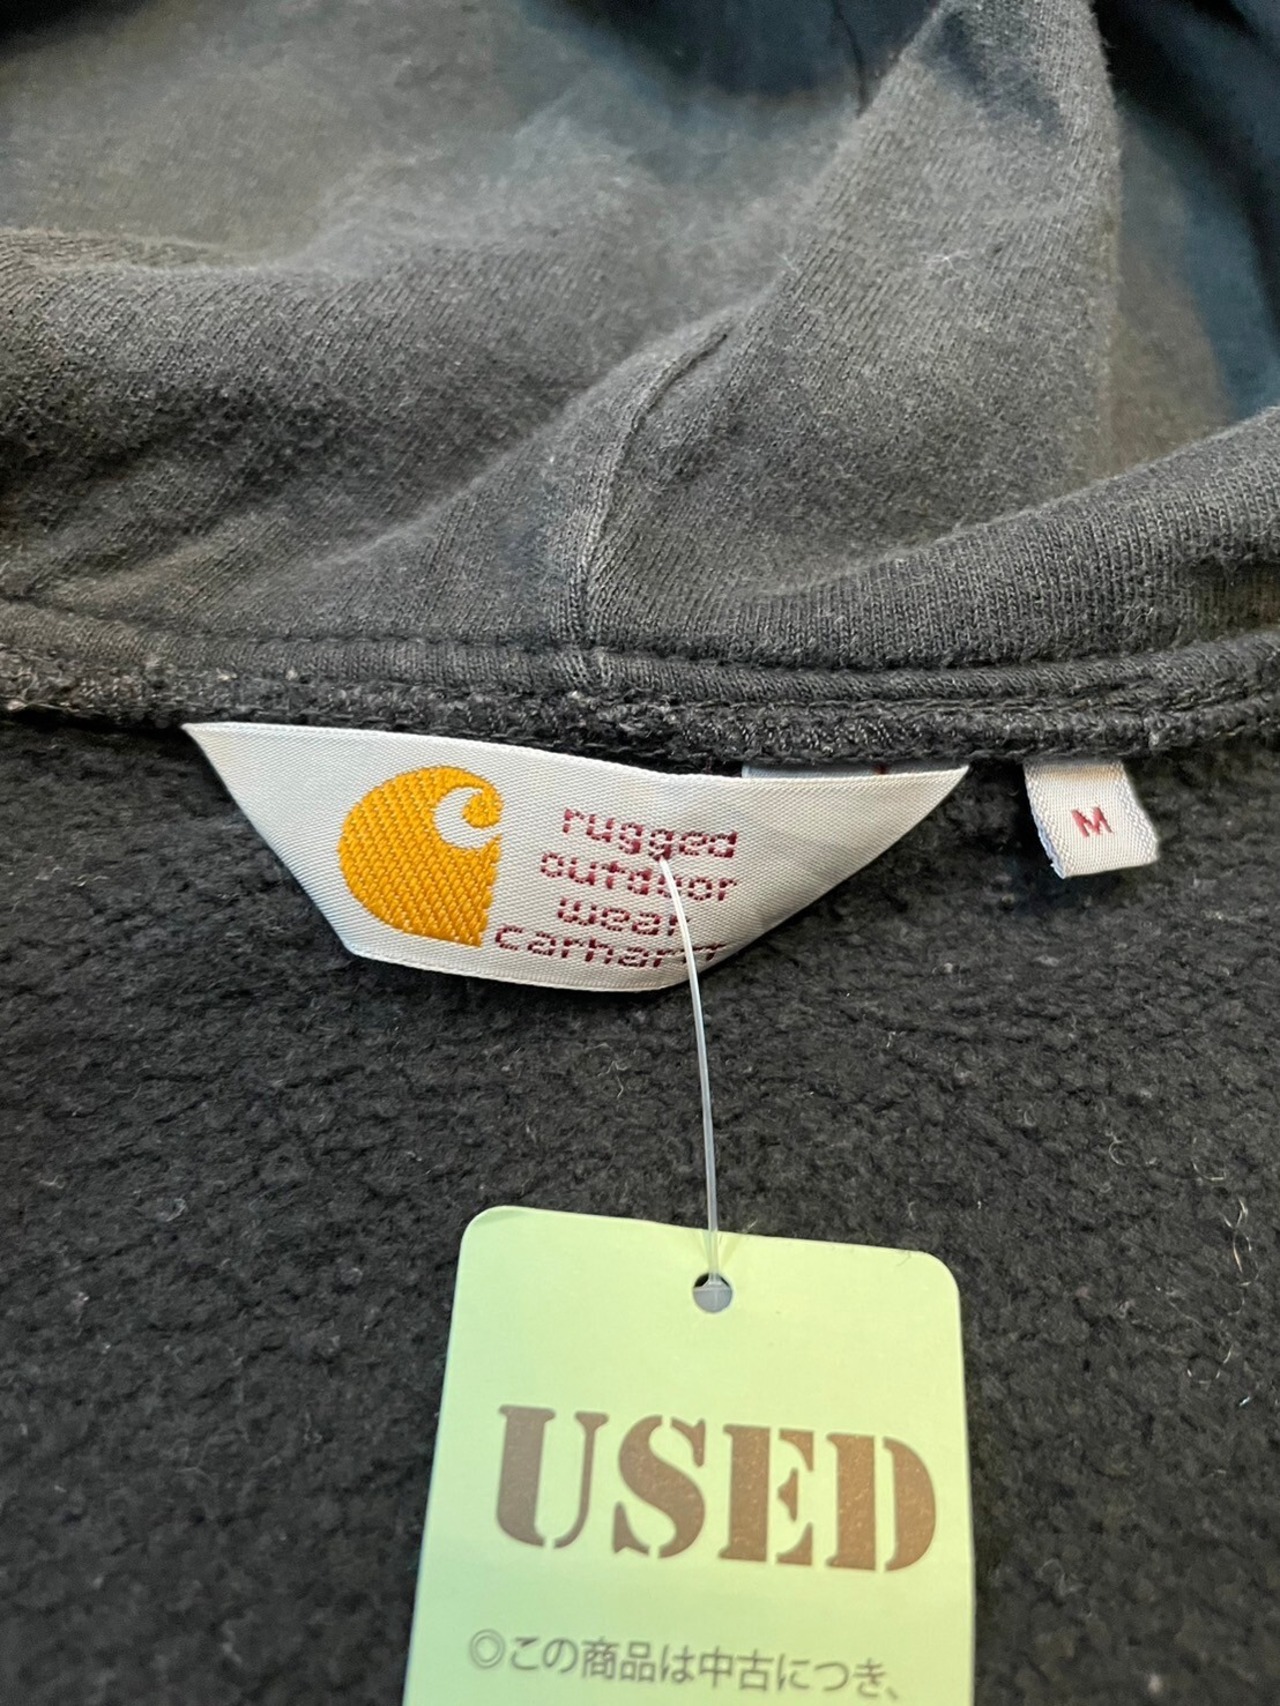 rugged
outdoor
wear
carhartt
M
USED
◎この商品は中古につき、